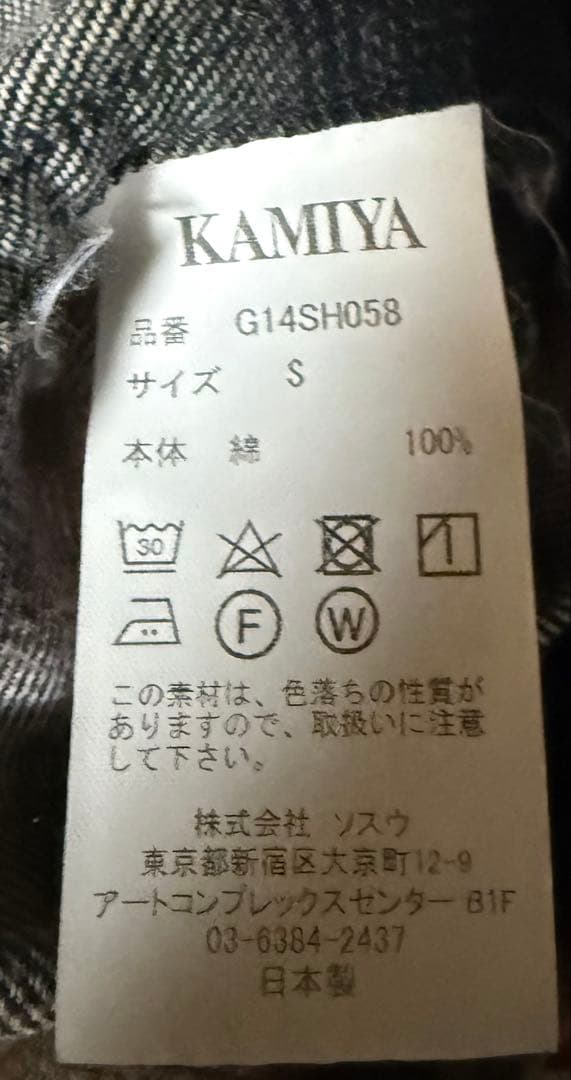 KAMIYA
品番 G14SH058
サイズ S
本体 綿 100%
30
F W
この素材は、色落ちの性質が
ありますので、取扱いに注意
して下さい。
株式会社 ソスウ
東京都新宿区大京町12-9
アートコンプレックスセンター B1F
03-6384-2437
日本製